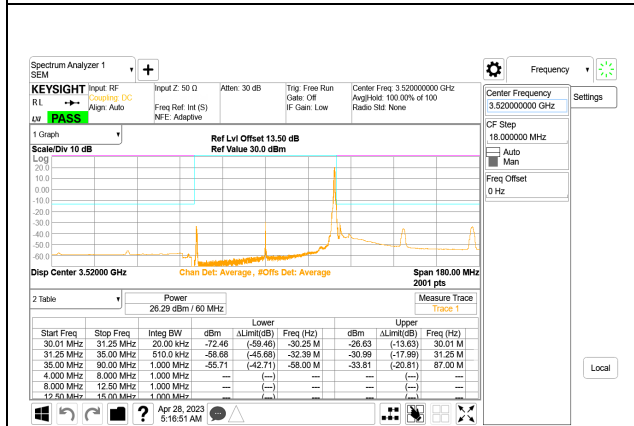 Spectrum Analyzer 1
SEM
+
Frequency
KEYSIGHT
RL
LXI PASS
Input: RF
Coupling: DC
Align: Auto
Input Z: 50 Ω
Freq Ref: Int (S)
NFE: Adaptive
Atten: 30 dB
Trig: Free Run
Gate: Off
IF Gain: Low
Center Freq: 3.520000000 GHz
Avg|Hold: 100.00% of 100
Radio Std: None
Center Frequency
3.520000000 GHz
Settings
CF Step
18.000000 MHz
Auto
Man
Freq Offset
0 Hz
Local
1 Graph
Scale/Div 10 dB
Ref Lvl Offset 13.50 dB
Ref Value 30.0 dBm
Log
20.0
10.0
0.00
-10.0
-20.0
-30.0
-40.0
-50.0
-60.0
Disp Center 3.52000 GHz
Chan Det: Average, #Offs Det: Average
Span 180.00 MHz
2001 pts
2 Table
Power
26.29 dBm / 60 MHz
Measure Trace
Trace 1
Lower Upper
Start Freq Stop Freq Integ BW dBm ΔLimit(dB) Freq (Hz) dBm ΔLimit(dB) Freq (Hz)
30.01 MHz 31.25 MHz 20.00 kHz -72.46 (-59.46) -30.25 M -26.63 (-13.63) 30.01 M
31.25 MHz 35.00 MHz 510.0 kHz -58.68 (-45.68) -32.39 M -30.99 (-17.99) 31.25 M
35.00 MHz 90.00 MHz 1.000 MHz -55.71 (-42.71) -58.00 M -33.81 (-20.81) 87.00 M
4.000 MHz 8.000 MHz 1.000 MHz --- (---) --- --- (---) ---
8.000 MHz 12.50 MHz 1.000 MHz --- (---) --- --- (---) ---
12.50 MHz 15.00 MHz 1.000 MHz --- (---) --- --- (---) ---
?
Apr 28, 2023
5:16:51 AM